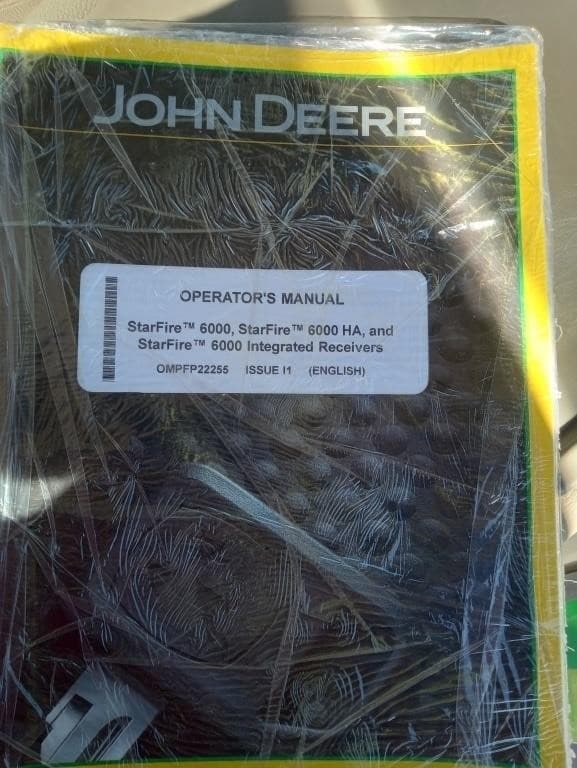 JOHN DEERE
OPERATOR'S MANUAL
StarFire™ 6000, StarFire™ 6000 HA, and
StarFire™ 6000 Integrated Receivers
OMPFP22255 ISSUE I1 (ENGLISH)